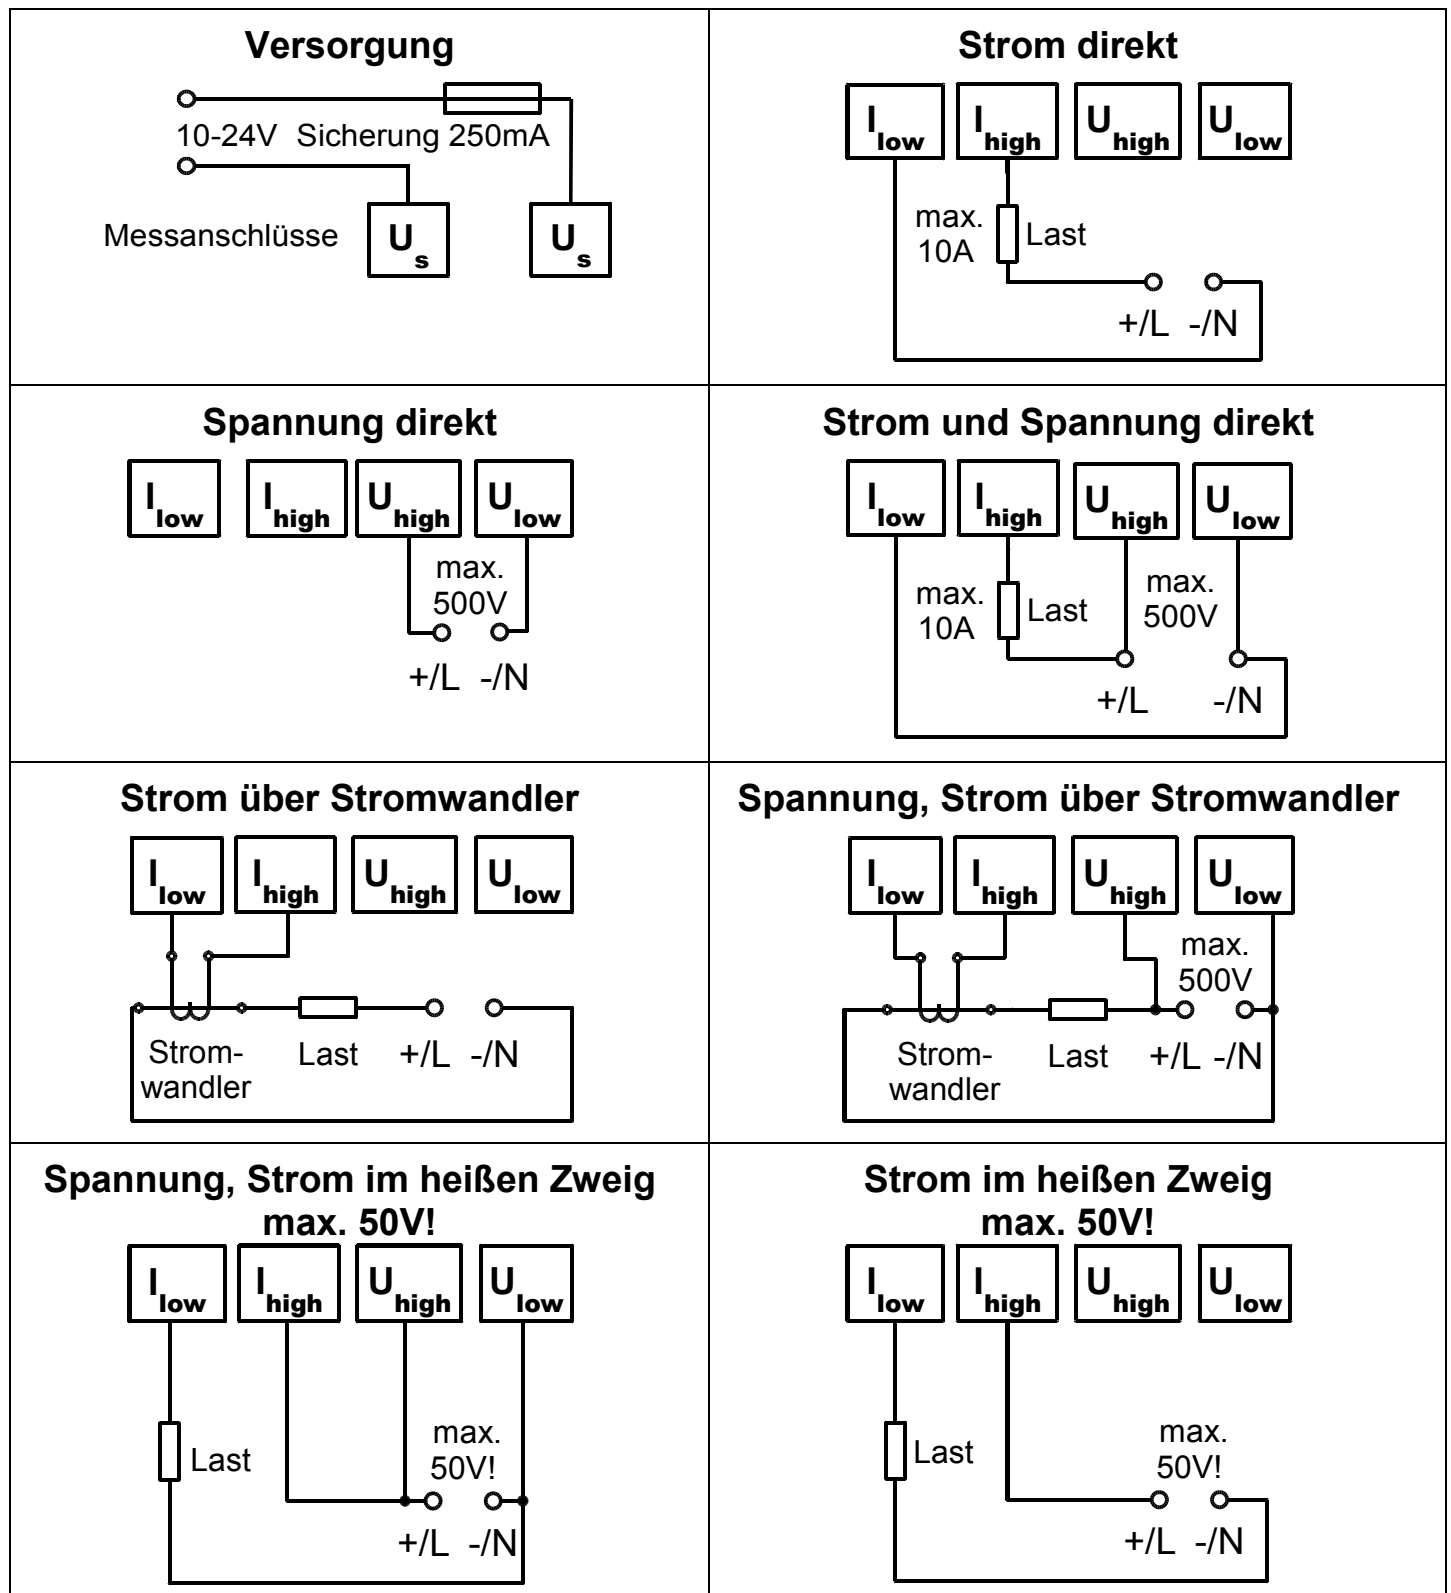 Versorgung
10-24V Sicherung 250mA
Messanschlüsse
Us Us
Strom direkt
Ilow Ihigh Uhigh Ulow
max.
10A
Last
+/L -/N
Spannung direkt
Ilow Ihigh Uhigh Ulow
max.
500V
+/L -/N
Strom und Spannung direkt
Ilow Ihigh Uhigh Ulow
max.
10A
Last
max.
500V
+/L -/N
Strom über Stromwandler
Ilow Ihigh Uhigh Ulow
Strom-
wandler
Last
+/L -/N
Spannung, Strom über Stromwandler
Ilow Ihigh Uhigh Ulow
max.
500V
Strom-
wandler
Last
+/L -/N
Spannung, Strom im heißen Zweig
max. 50V!
Ilow Ihigh Uhigh Ulow
Last
max.
50V!
+/L -/N
Strom im heißen Zweig
max. 50V!
Ilow Ihigh Uhigh Ulow
Last
max.
50V!
+/L -/N